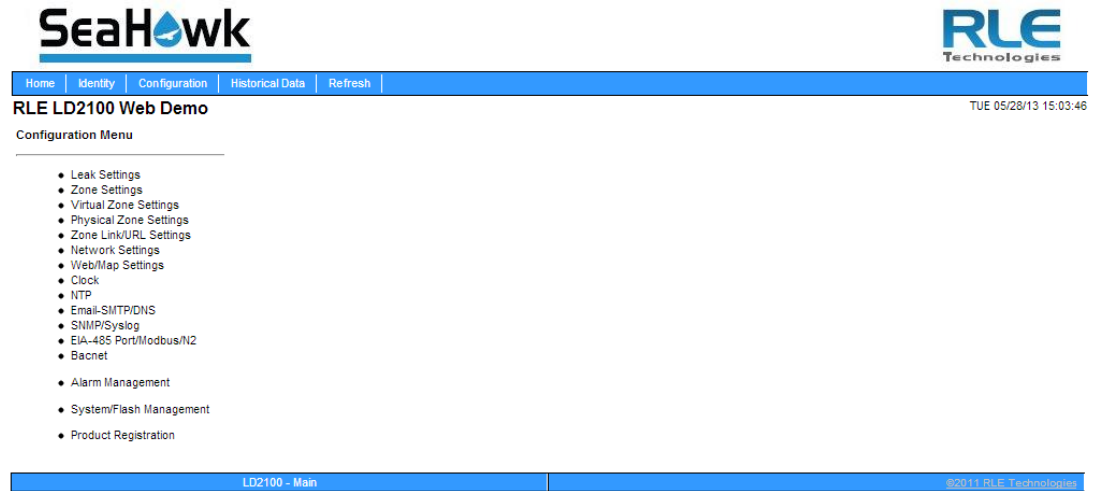 SeaHawk
RLE
Technologies
Home Identity Configuration Historical Data Refresh
RLE LD2100 Web Demo
TUE 05/28/13 15:03:46
Configuration Menu
Leak Settings
Zone Settings
Virtual Zone Settings
Physical Zone Settings
Zone Link/URL Settings
Network Settings
Web/Map Settings
Clock
NTP
Email-SMTP/DNS
SNMP/Syslog
EIA-485 Port/Modbus/N2
Bacnet
Alarm Management
System/Flash Management
Product Registration
LD2100 - Main
©2011 RLE Technologies